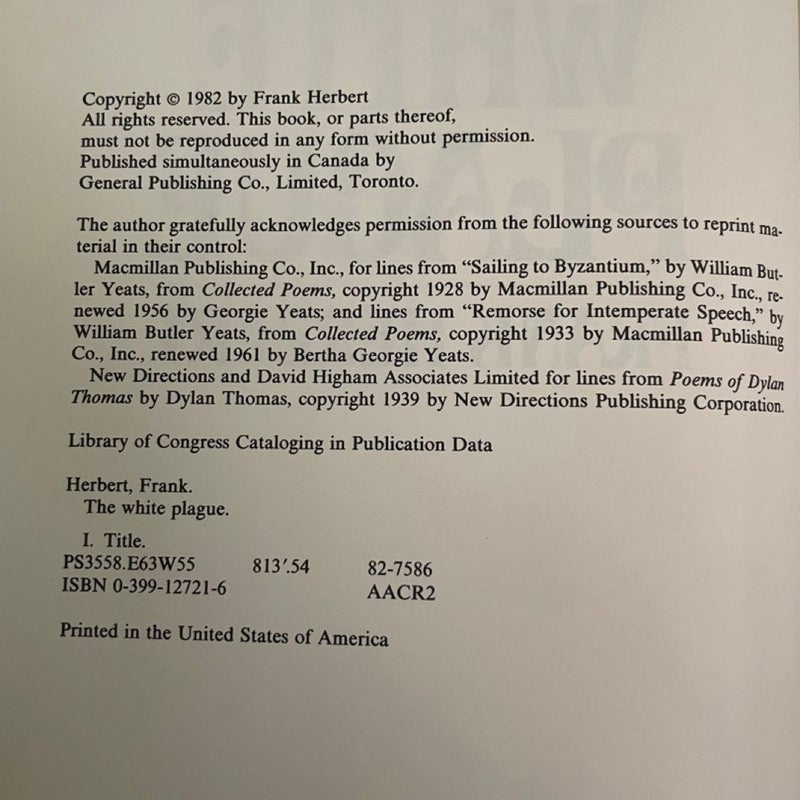 Copyright © 1982 by Frank Herbert
All rights reserved. This book, or parts thereof,
must not be reproduced in any form without permission.
Published simultaneously in Canada by
General Publishing Co., Limited, Toronto.
The author gratefully acknowledges permission from the following sources to reprint ma-
terial in their control:
Macmillan Publishing Co., Inc., for lines from “Sailing to Byzantium,” by William But-
ler Yeats, from Collected Poems, copyright 1928 by Macmillan Publishing Co., Inc., re-
newed 1956 by Georgie Yeats; and lines from “Remorse for Intemperate Speech,” by
William Butler Yeats, from Collected Poems, copyright 1933 by Macmillan Publishing
Co., Inc., renewed 1961 by Bertha Georgie Yeats.
New Directions and David Higham Associates Limited for lines from Poems of Dylan
Thomas by Dylan Thomas, copyright 1939 by New Directions Publishing Corporation.
Library of Congress Cataloging in Publication Data
Herbert, Frank.
The white plague.
I. Title.
PS3558.E63W55 813′.54 82-7586
ISBN 0-399-12721-6 AACR2
Printed in the United States of America